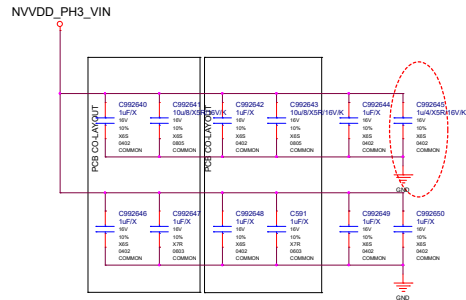 NVVDD_PH3_VIN
PCB CO-LAYOUT
C992640
1uF/X
16V
10%
X6S
0402
COMMON
C992641
10u/8/X5R/16V/K
16V
10%
X6S
0805
COMMON
PCB CO-LAYOUT
C992642
1uF/X
16V
10%
X6S
0402
COMMON
C992643
10u/8/X5R/16V/K
16V
10%
X6S
0805
COMMON
C992644
1uF/X
16V
10%
X6S
0402
COMMON
C992645
1u/4/X5R/16V/K
16V
10%
X6S
0402
COMMON
GND
C992646
1uF/X
16V
10%
X6S
0402
COMMON
C992647
1uF/X
16V
10%
X7R
0603
COMMON
C992648
1uF/X
16V
10%
X6S
0402
COMMON
C591
1uF/X
16V
10%
X7R
0603
COMMON
C992649
1uF/X
16V
10%
X6S
0402
COMMON
C992650
1uF/X
16V
10%
X6S
0402
COMMON
GND